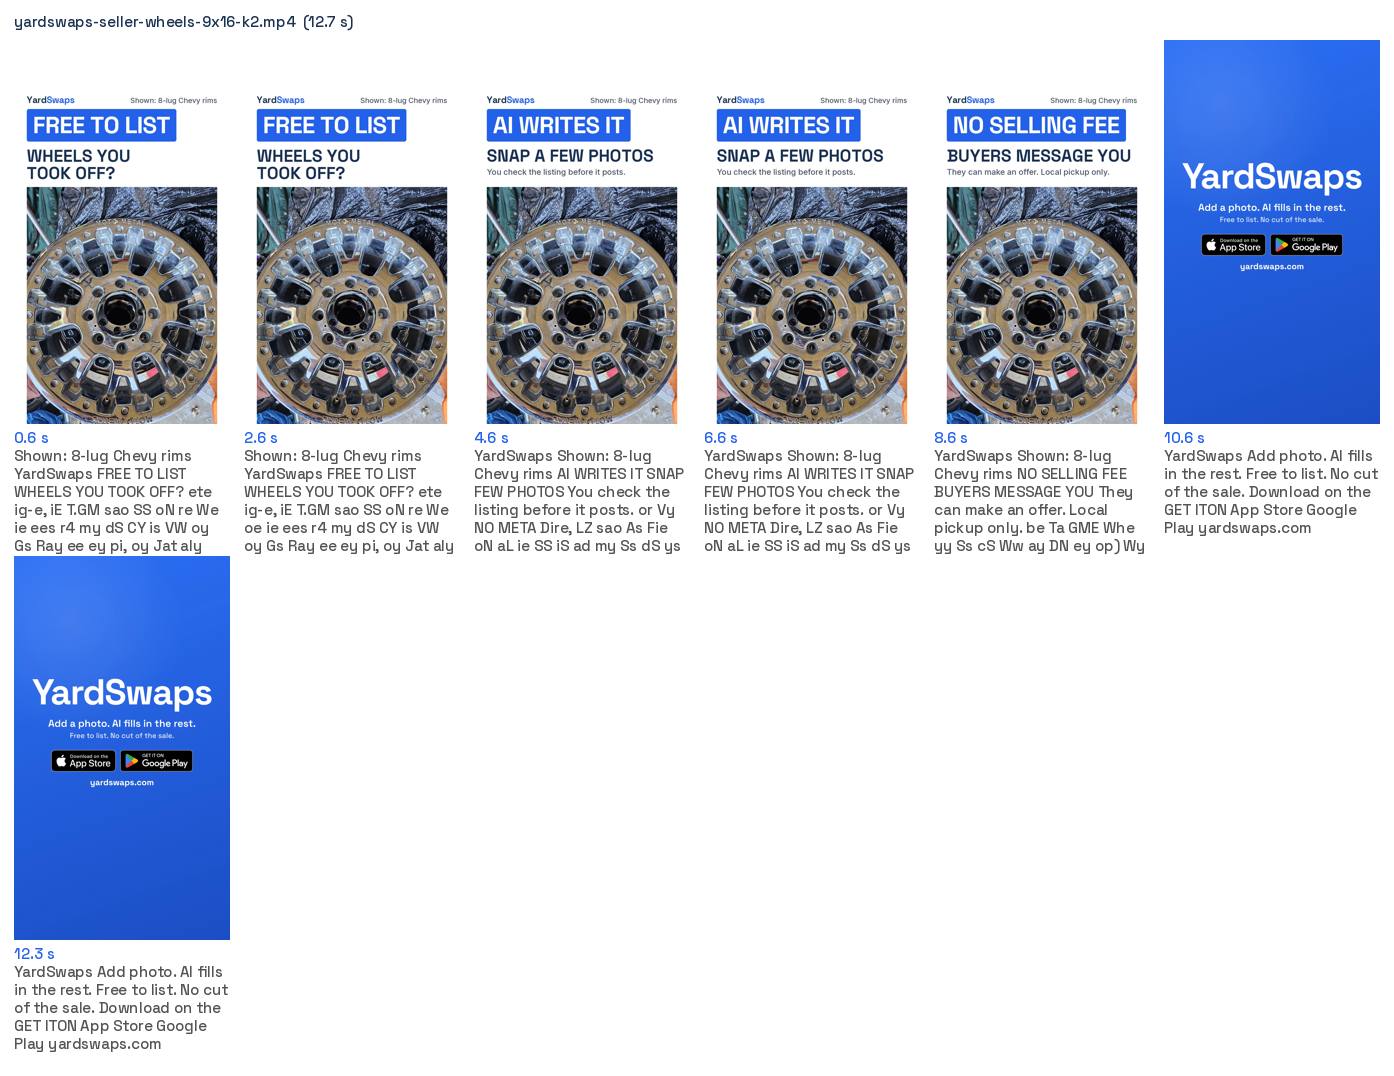 yardswaps-seller-wheels-9x16-k2.mp4 (12.7 s)
YardSwaps Shown: 8-lug Chevy rims
FREE TO LIST
WHEELS YOU
TOOK OFF?
0.6 s
Shown: 8-lug Chevy rims
YardSwaps FREE TO LIST
WHEELS YOU TOOK OFF? ete
ig-e, iE T.GM sao SS oN re We
ie ees r4 my dS CY is VW oy
Gs Ray ee ey pi, oy Jat aly
YardSwaps Shown: 8-lug Chevy rims
FREE TO LIST
WHEELS YOU
TOOK OFF?
2.6 s
Shown: 8-lug Chevy rims
YardSwaps FREE TO LIST
WHEELS YOU TOOK OFF? ete
ig-e, iE T.GM sao SS oN re We
oe ie ees r4 my dS CY is VW
oy Gs Ray ee ey pi, oy Jat aly
YardSwaps Shown: 8-lug Chevy rims
AI WRITES IT
SNAP A FEW PHOTOS
You check the listing before it posts.
4.6 s
YardSwaps Shown: 8-lug
Chevy rims AI WRITES IT SNAP
FEW PHOTOS You check the
listing before it posts. or Vy
NO META Dire, LZ sao As Fie
oN aL ie SS iS ad my Ss dS ys
YardSwaps Shown: 8-lug Chevy rims
AI WRITES IT
SNAP A FEW PHOTOS
You check the listing before it posts.
6.6 s
YardSwaps Shown: 8-lug
Chevy rims AI WRITES IT SNAP
FEW PHOTOS You check the
listing before it posts. or Vy
NO META Dire, LZ sao As Fie
oN aL ie SS iS ad my Ss dS ys
YardSwaps Shown: 8-lug Chevy rims
NO SELLING FEE
BUYERS MESSAGE YOU
They can make an offer. Local pickup only.
8.6 s
YardSwaps Shown: 8-lug
Chevy rims NO SELLING FEE
BUYERS MESSAGE YOU They
can make an offer. Local
pickup only. be Ta GME Whe
yy Ss cS Ww ay DN ey op) Wy
YardSwaps
Add a photo. AI fills in the rest.
Free to list. No cut of the sale.
Download on the App Store
GET IT ON Google Play
yardswaps.com
10.6 s
YardSwaps Add photo. AI fills
in the rest. Free to list. No cut
of the sale. Download on the
GET ITON App Store Google
Play yardswaps.com
YardSwaps
Add a photo. AI fills in the rest.
Free to list. No cut of the sale.
Download on the App Store
GET IT ON Google Play
yardswaps.com
12.3 s
YardSwaps Add photo. AI fills
in the rest. Free to list. No cut
of the sale. Download on the
GET ITON App Store Google
Play yardswaps.com